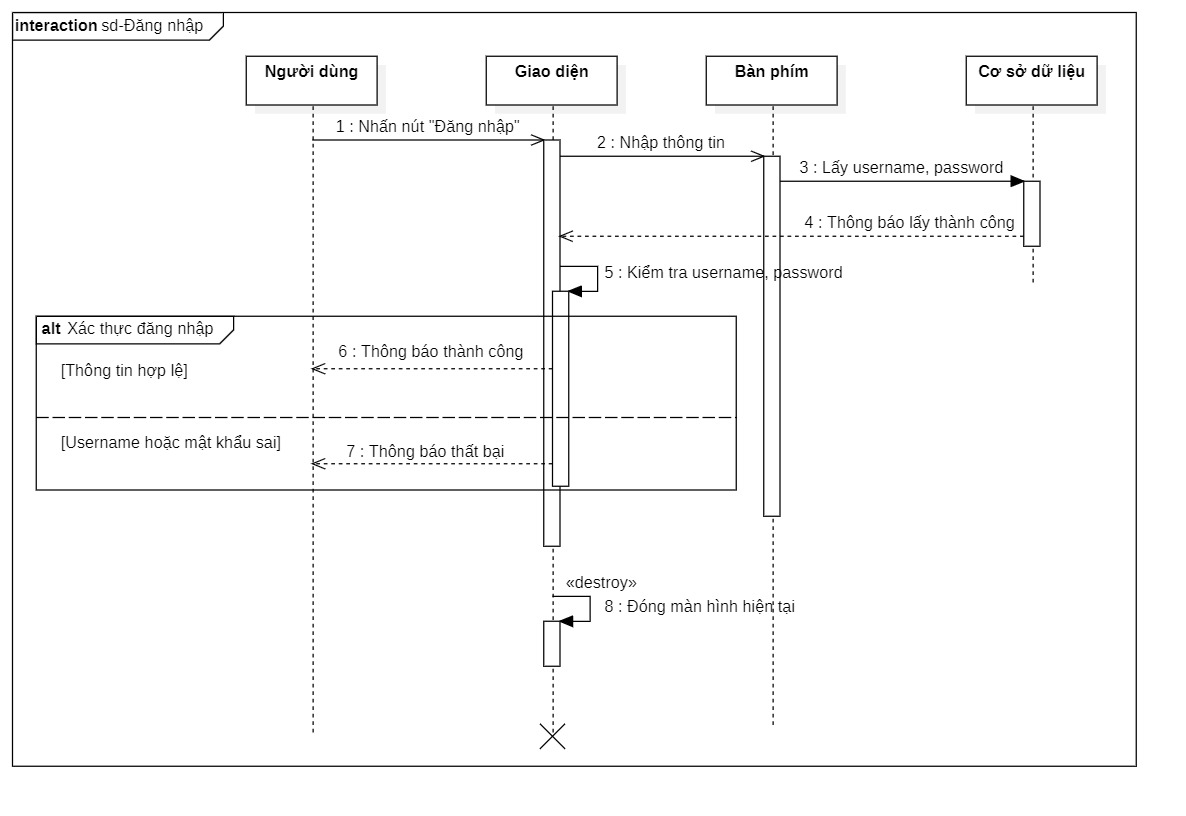 interaction sd-Đăng nhập
Người dùng
Giao diện
Bàn phím
Cơ sở dữ liệu
1 : Nhấn nút "Đăng nhập"
2 : Nhập thông tin
3 : Lấy username, password
4 : Thông báo lấy thành công
5 : Kiểm tra username, password
alt Xác thực đăng nhập
6 : Thông báo thành công
[Thông tin hợp lệ]
[Username hoặc mật khẩu sai]
7 : Thông báo thất bại
«destroy»
8 : Đóng màn hình hiện tại